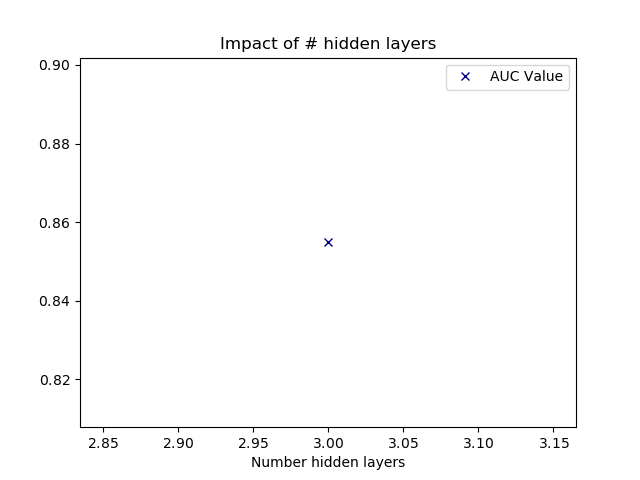 Impact of # hidden layers
AUC Value
0.90
0.88
0.86
0.84
0.82
2.85 2.90 2.95 3.00 3.05 3.10 3.15
Number hidden layers